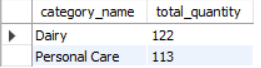 category_name total_quantity
Dairy 122
Personal Care 113